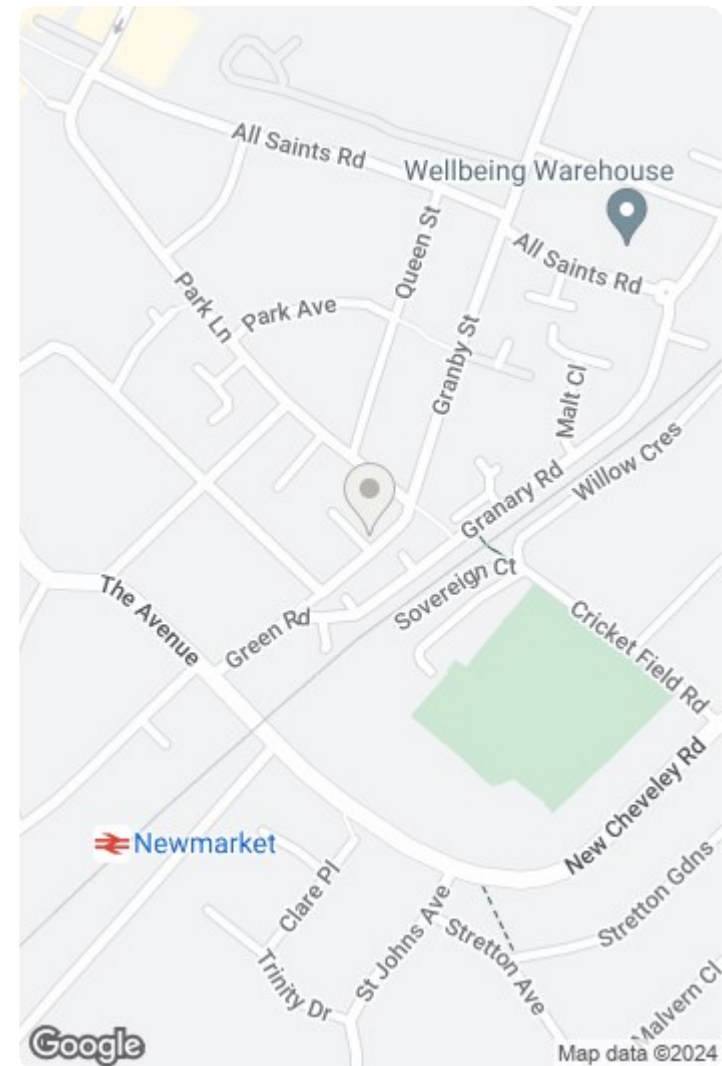 All Saints Rd
Wellbeing Warehouse
Queen St
All Saints Rd
Park Ln
Park Ave
Granby St
Malt Cl
Willow Cres
Granary Rd
The Avenue
Sovereign Ct
Green Rd
Cricket Field Rd
New Cheveley Rd
Newmarket
Clare Pl
Stretton Gdns
St Johns Ave
Stretton Ave
Trinity Dr
Malvern Cl
Google
Map data ©2024